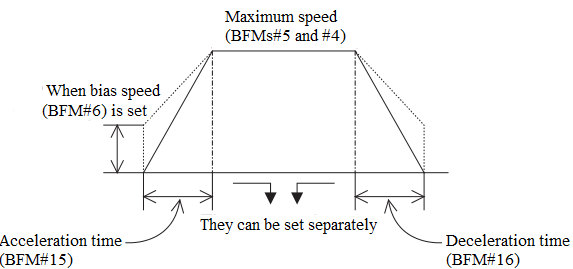 Maximum speed
(BFMs#5 and #4)
When bias speed
(BFM#6) is set
They can be set separately
Acceleration time
(BFM#15)
Deceleration time
(BFM#16)